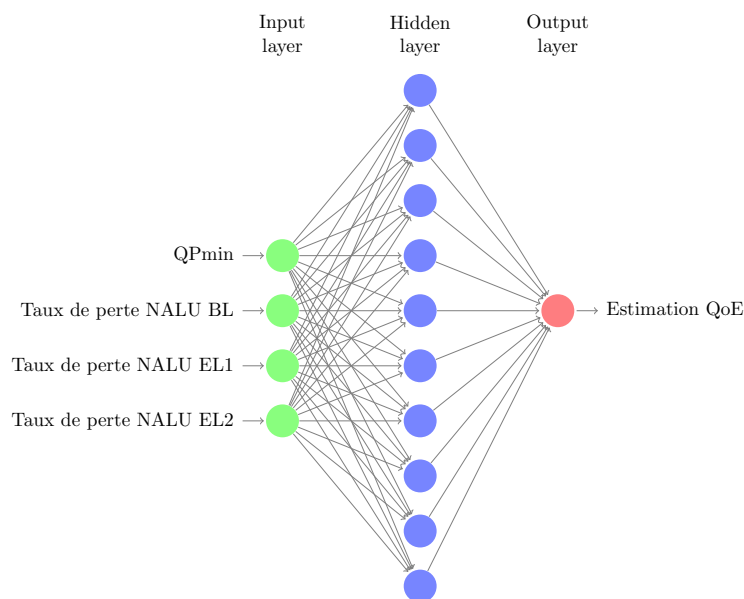 Input
layer
Hidden
layer
Output
layer
QPmin
Taux de perte NALU BL
Taux de perte NALU EL1
Taux de perte NALU EL2
Estimation QoE